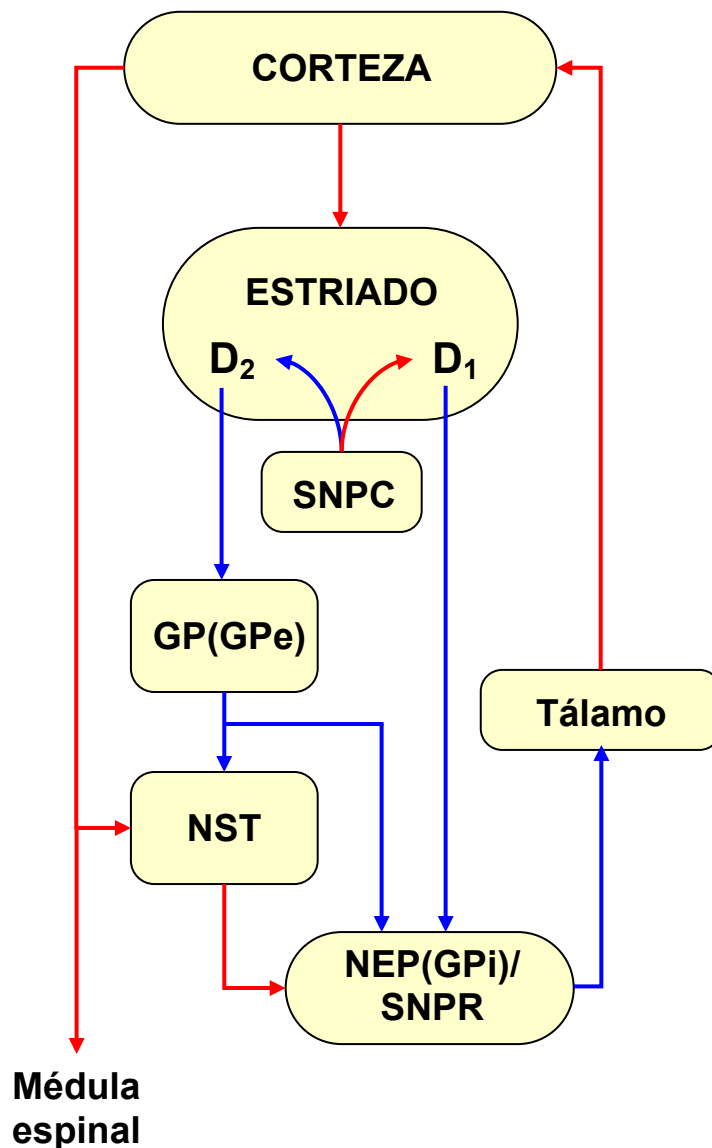 CORTEZA
ESTRIADO
D₂
D₁
SNPC
GP(GPe)
Tálamo
NST
NEP(GPi)/
SNPR
Médula
espinal